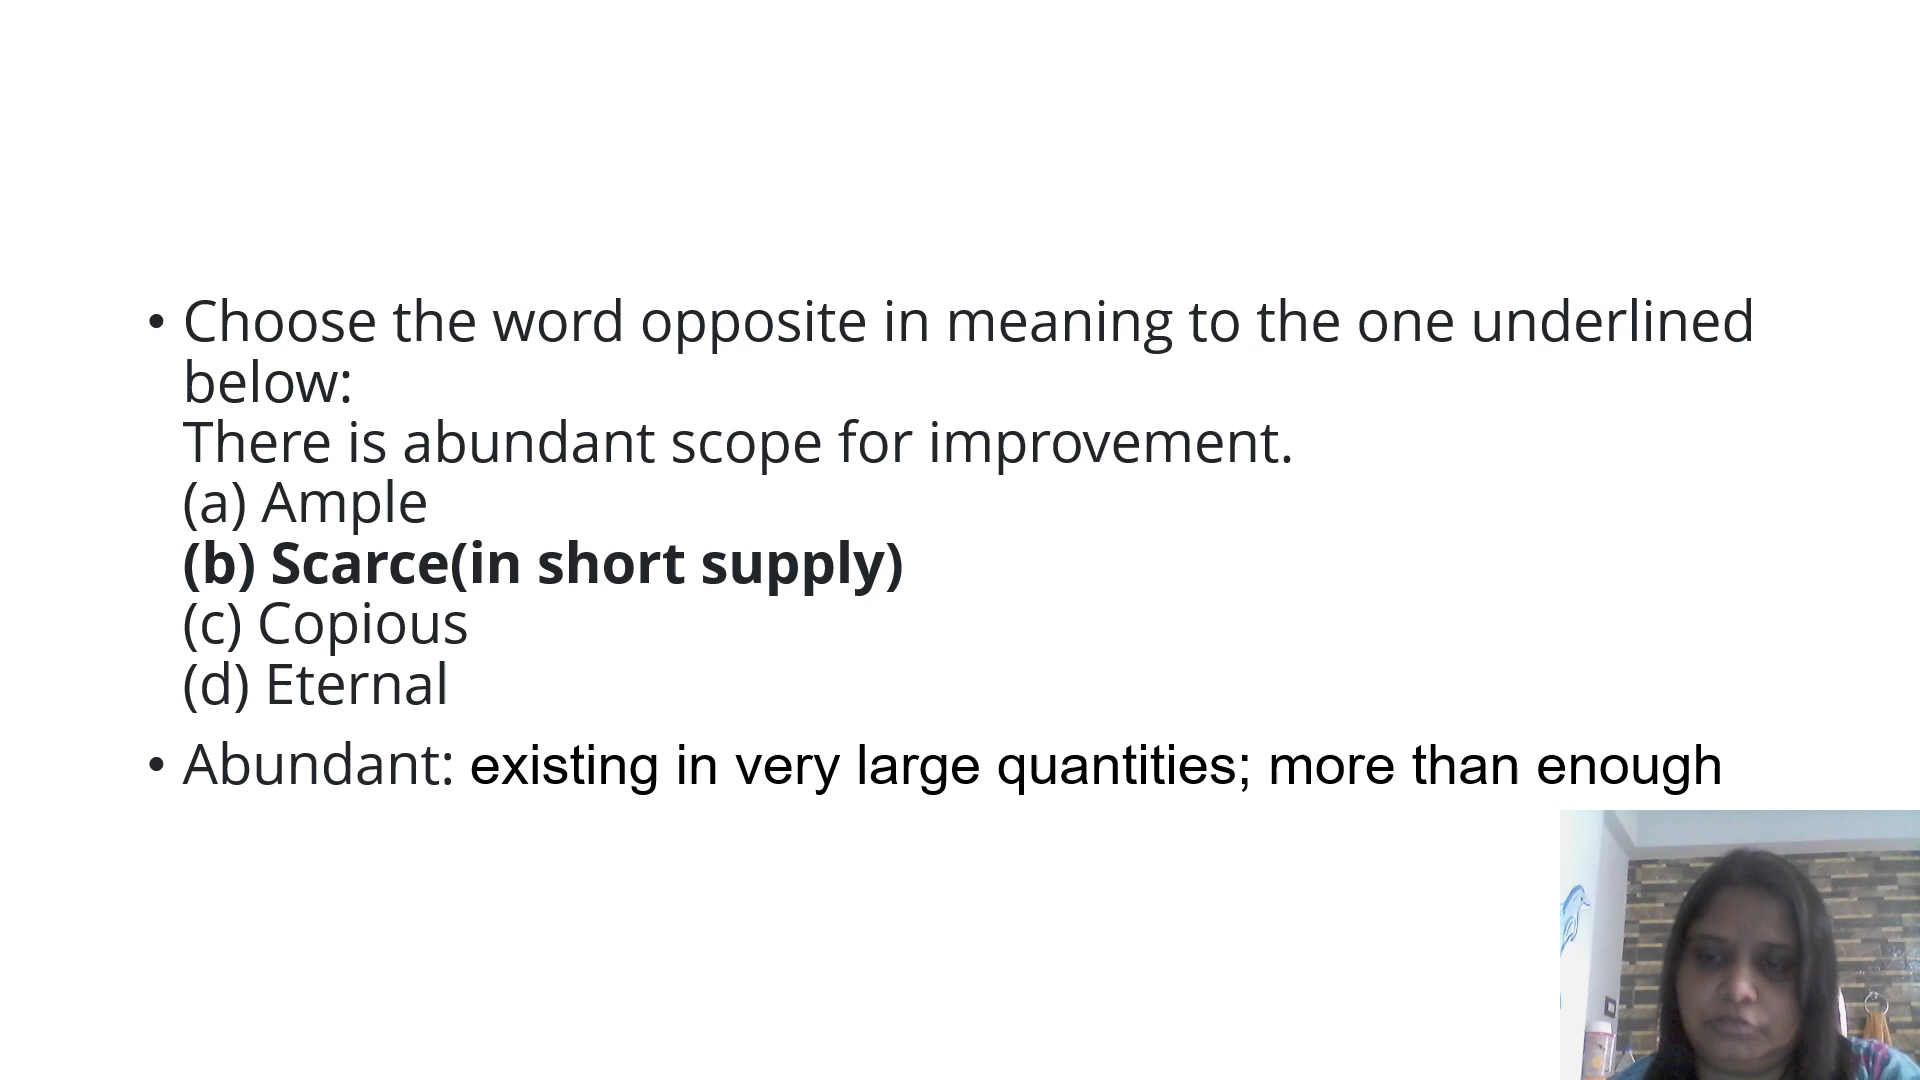 • Choose the word opposite in meaning to the one underlined
below:
There is abundant scope for improvement.
(a) Ample
(b) Scarce(in short supply)
(c) Copious
(d) Eternal
• Abundant: existing in very large quantities; more than enough